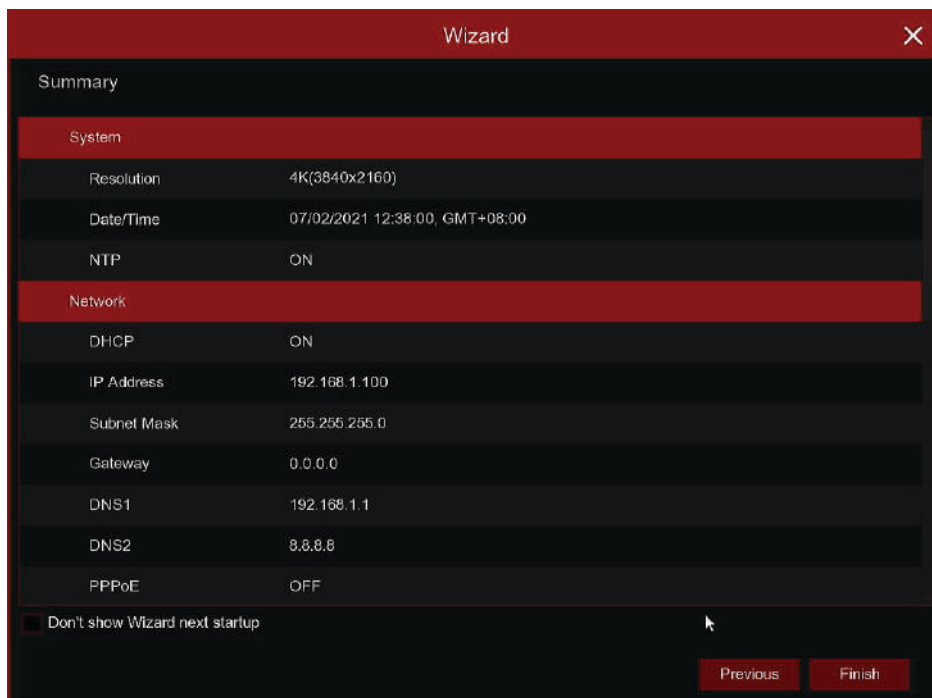 Wizard
Summary
System
Resolution 4K(3840x2160)
Date/Time 07/02/2021 12:38:00, GMT+08:00
NTP ON
Network
DHCP ON
IP Address 192.168.1.100
Subnet Mask 255.255.255.0
Gateway 0.0.0.0
DNS1 192.168.1.1
DNS2 8.8.8.8
PPPoE OFF
Don't show Wizard next startup
Previous Finish